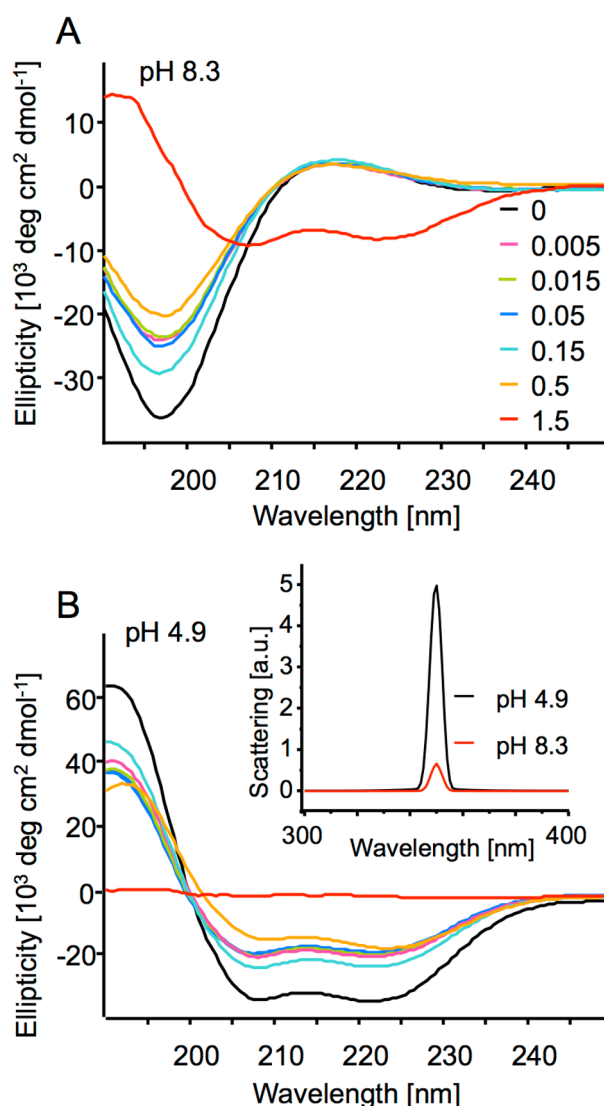 A
pH 8.3
Ellipticity [10³ deg cm² dmol⁻¹]
10
0
-10
-20
-30
0
0.005
0.015
0.05
0.15
0.5
1.5
200 210 220 230 240
Wavelength [nm]
B
pH 4.9
Ellipticity [10³ deg cm² dmol⁻¹]
60
40
20
0
-20
Scattering [a.u.]
5
4
3
2
1
0
pH 4.9
pH 8.3
300 400
Wavelength [nm]
200 210 220 230 240
Wavelength [nm]